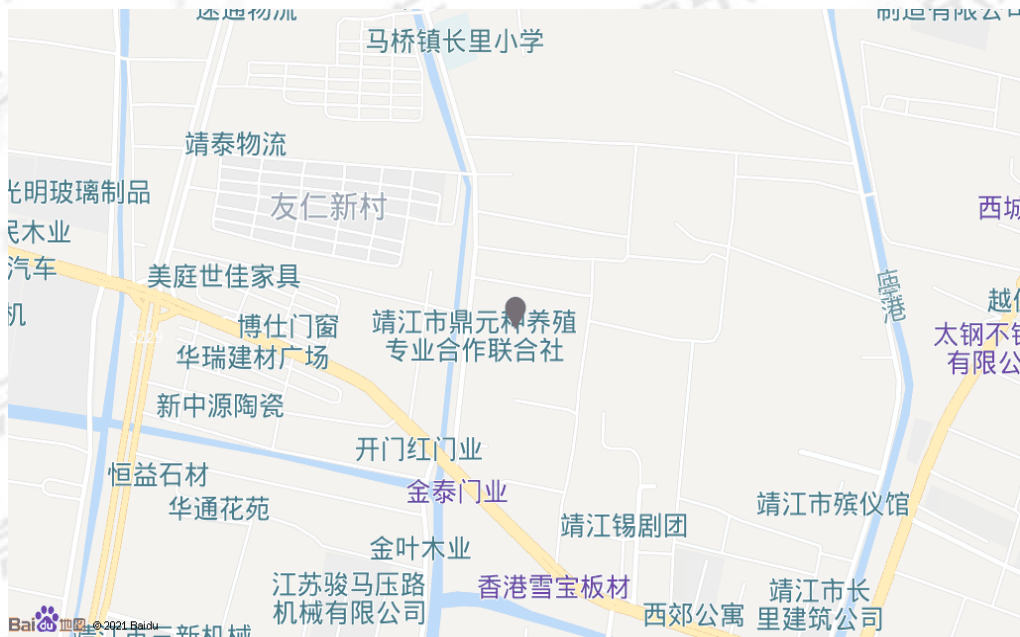 速通物流
制造有限公司
马桥镇长里小学
靖泰物流
光明玻璃制品
友仁新村
西城
民木业
汽车
美庭世佳家具
机
博仕门窗
靖江市鼎元种养殖
专业合作联合社
华瑞建材广场
S229
新中源陶瓷
开门红门业
金泰门业
恒益石材
华通花苑
靖江锡剧团
靖江市殡仪馆
金叶木业
江苏骏马压路
机械有限公司
香港雪宝板材
西郊公寓
靖江市长
里建筑公司
太钢不锈
有限公
Bai du 地图 © 2021 Baidu